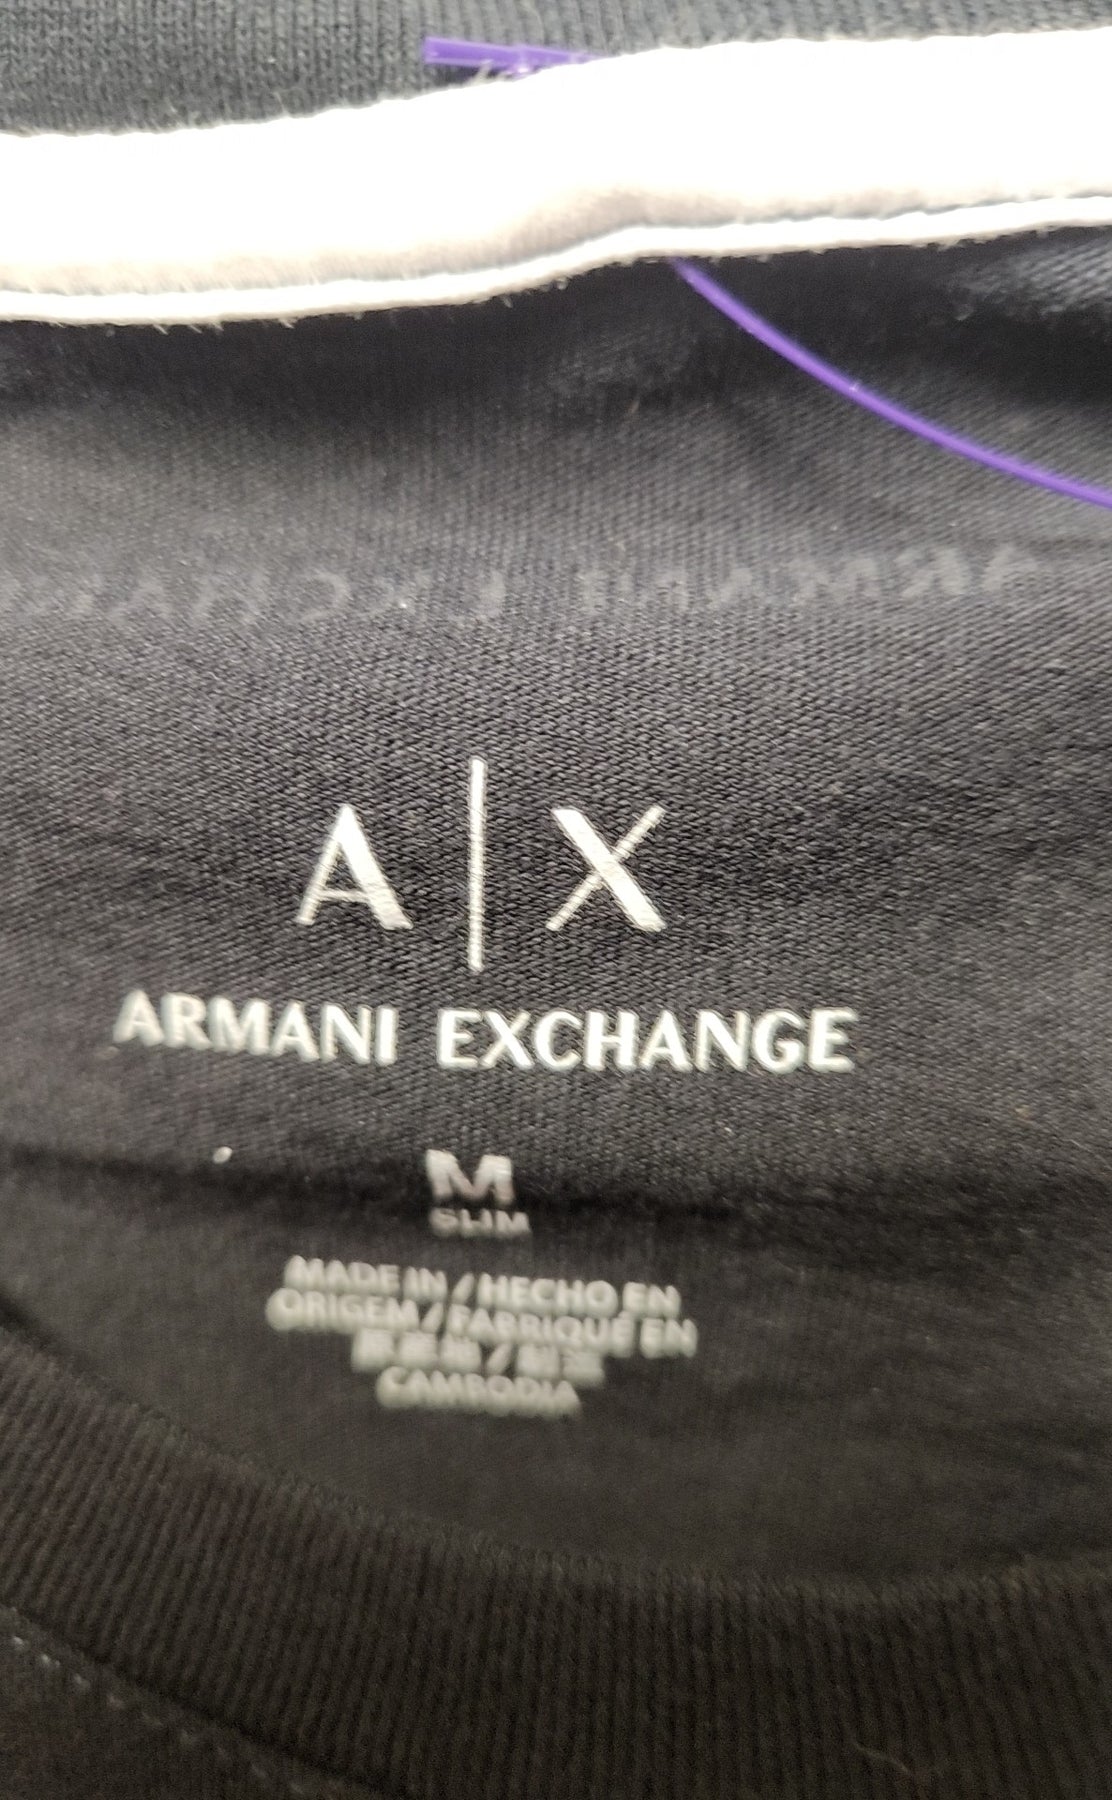 A|X
ARMANI EXCHANGE
M
SLIM
MADE IN / HECHO EN
ORIGEM / FABRIQUÉ EN
CAMBODIA